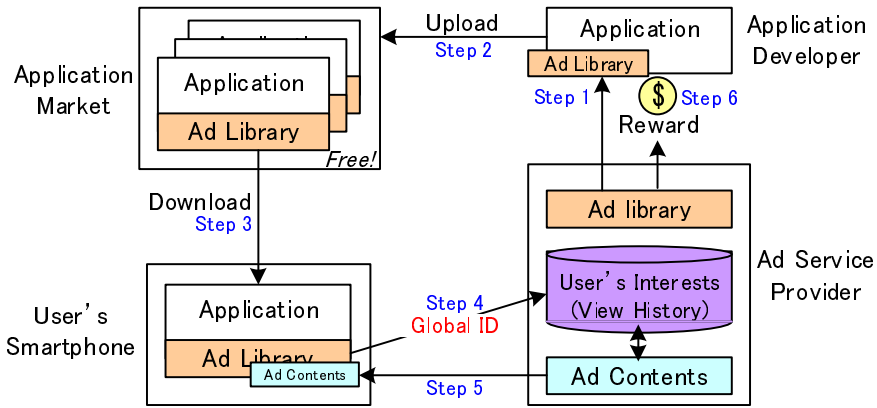 Upload
Step 2
Application
Ad Library
Application
Developer
Application
Market
Application
Ad Library
Free!
Step 1
$
Step 6
Reward
Download
Step 3
Ad library
User's
Smartphone
Application
Ad Library
Ad Contents
Step 4
Global ID
User's Interests
(View History)
Ad Service
Provider
Step 5
Ad Contents